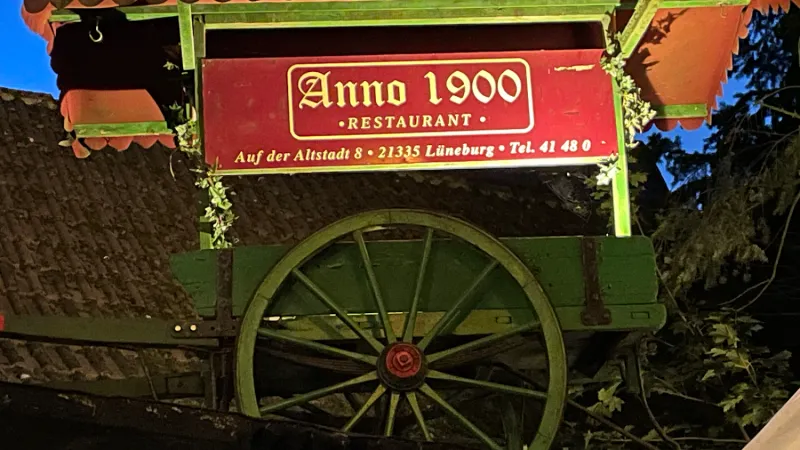 Anno 1900
•RESTAURANT•
Auf der Altstadt 8 • 21335 Lüneburg • Tel. 41 48 0